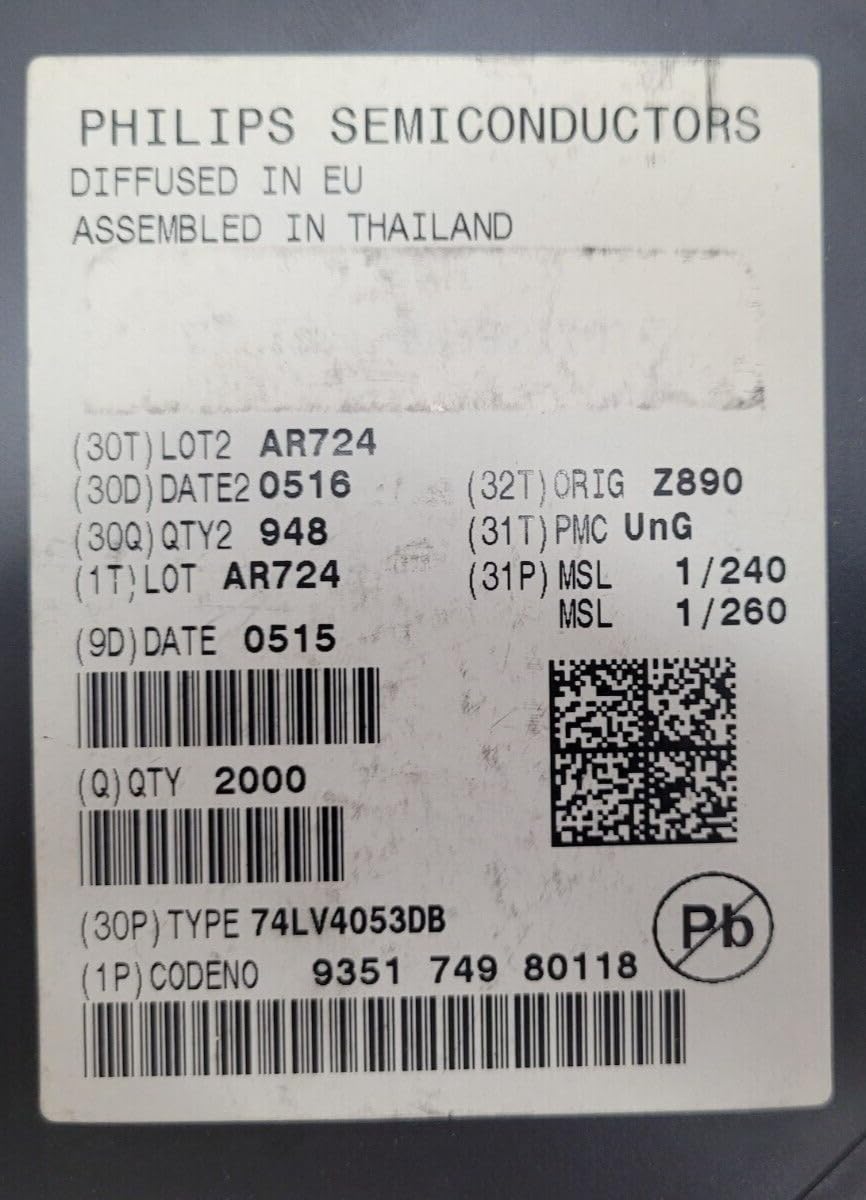 PHILIPS SEMICONDUCTORS
DIFFUSED IN EU
ASSEMBLED IN THAILAND
(30T) LOT2 AR724
(30D) DATE2 0516 (32T) ORIG Z890
(30Q) QTY2 948 (31T) PMC UnG
(1T) LOT AR724 (31P) MSL 1/240
MSL 1/260
(9D) DATE 0515
(Q) QTY 2000
(30P) TYPE 74LV4053DB
Pb
(1P) CODENO 9351 749 80118